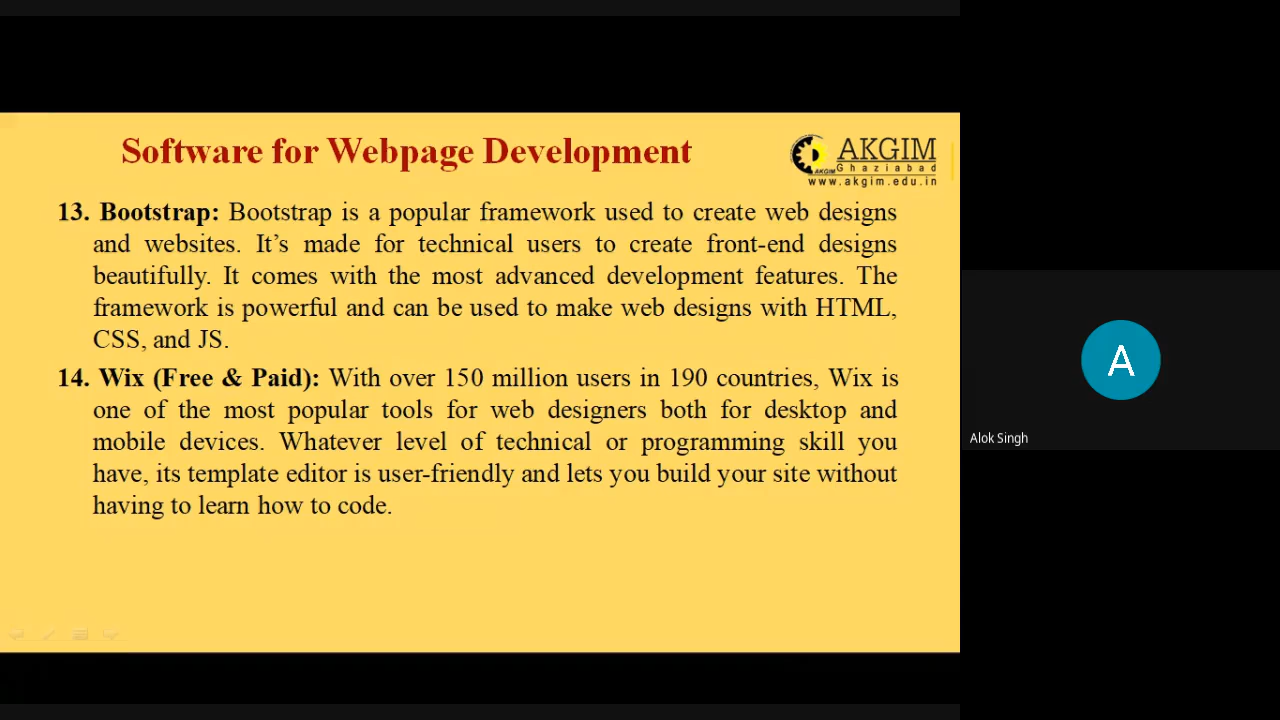 Software for Webpage Development
AKGIM
AKGIM
Ghaziabad
www.akgim.edu.in
13. Bootstrap: Bootstrap is a popular framework used to create web designs
and websites. It’s made for technical users to create front-end designs
beautifully. It comes with the most advanced development features. The
framework is powerful and can be used to make web designs with HTML,
CSS, and JS.
14. Wix (Free & Paid): With over 150 million users in 190 countries, Wix is
one of the most popular tools for web designers both for desktop and
mobile devices. Whatever level of technical or programming skill you
have, its template editor is user-friendly and lets you build your site without
having to learn how to code.
A
Alok Singh